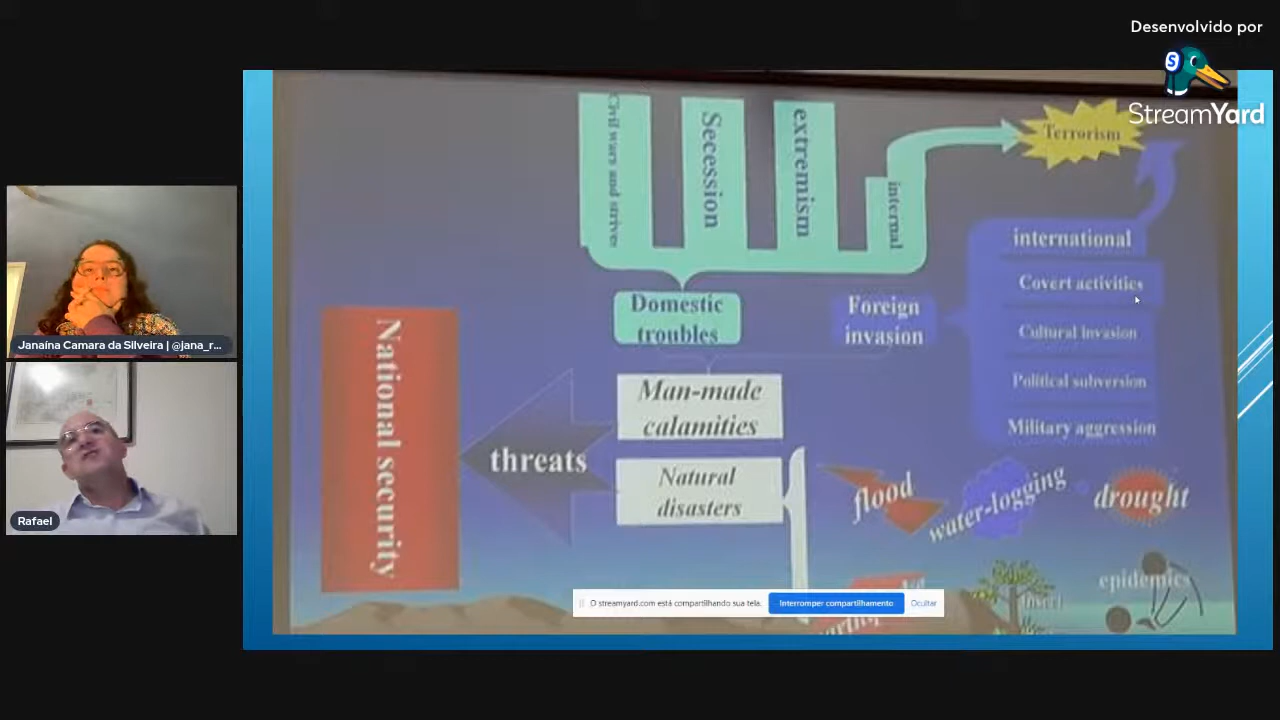 Desenvolvido por
StreamYard
Civil wars and strives
Secession
extremism
internal
Terrorism
international
Covert activities
Cultural invasion
Political subversion
Military aggression
Domestic
troubles
Foreign
invasion
National security
threats
Man-made
calamities
Natural
disasters
flood
water-logging
drought
epidemics
Insect
Janaína Camara da Silveira | @jana_r...
Rafael
O streamyard.com está compartilhando sua tela.
Interromper compartilhamento
Ocultar